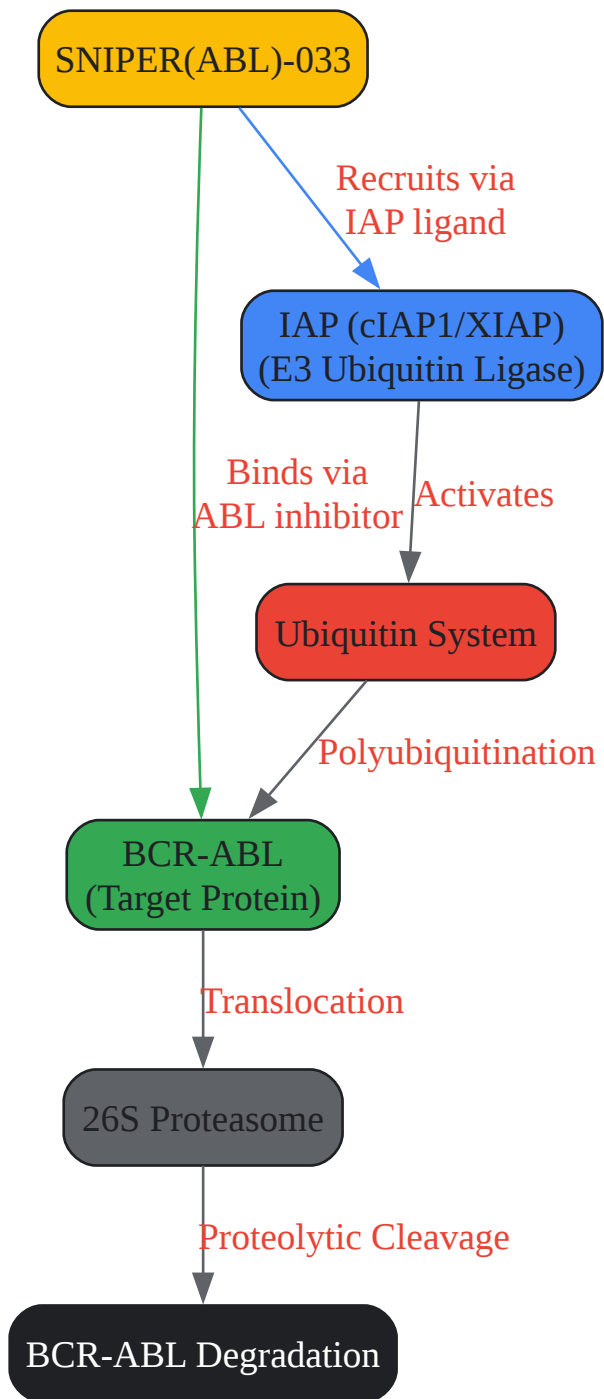 SNIPER(ABL)-033
Recruits via
IAP ligand
IAP (cIAP1/XIAP)
(E3 Ubiquitin Ligase)
Binds via
ABL inhibitor
Activates
Ubiquitin System
Polyubiquitination
BCR-ABL
(Target Protein)
Translocation
26S Proteasome
Proteolytic Cleavage
BCR-ABL Degradation